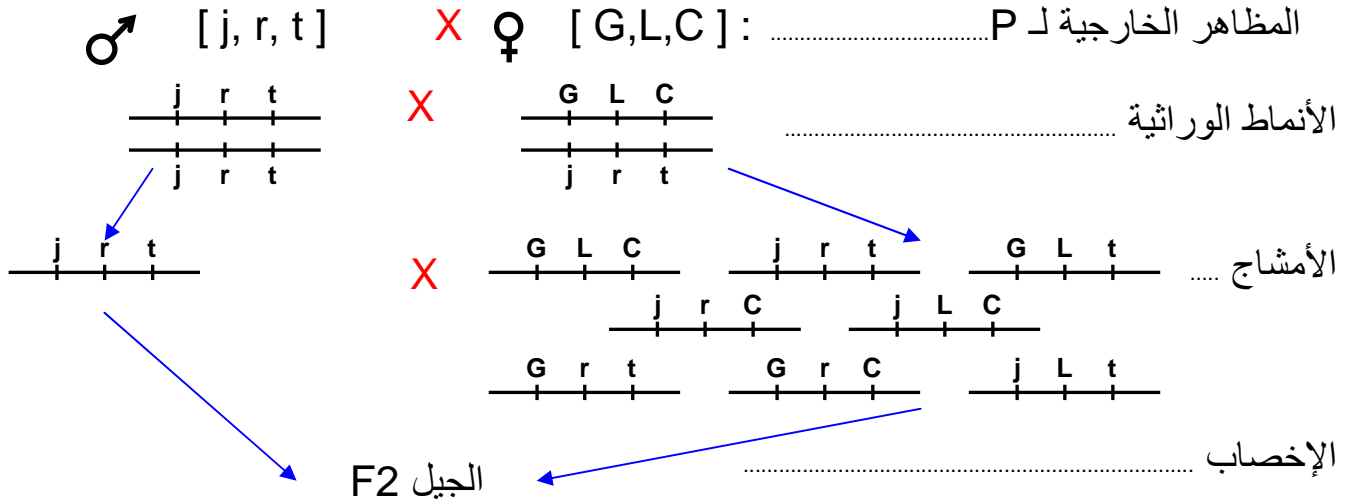 المظاهر الخارجية لـ P.................................... : [ G,L,C ] ♀ X [ j, r, t ] ♂
الأنماط الوراثية ........................................................
G L C X j r t
j r t j r t
الأمشاج .....
G L C j r t G L t X j r t
j r C j L C
G r t G r C j L t
الإخصاب ............................................................................
الجيل F2